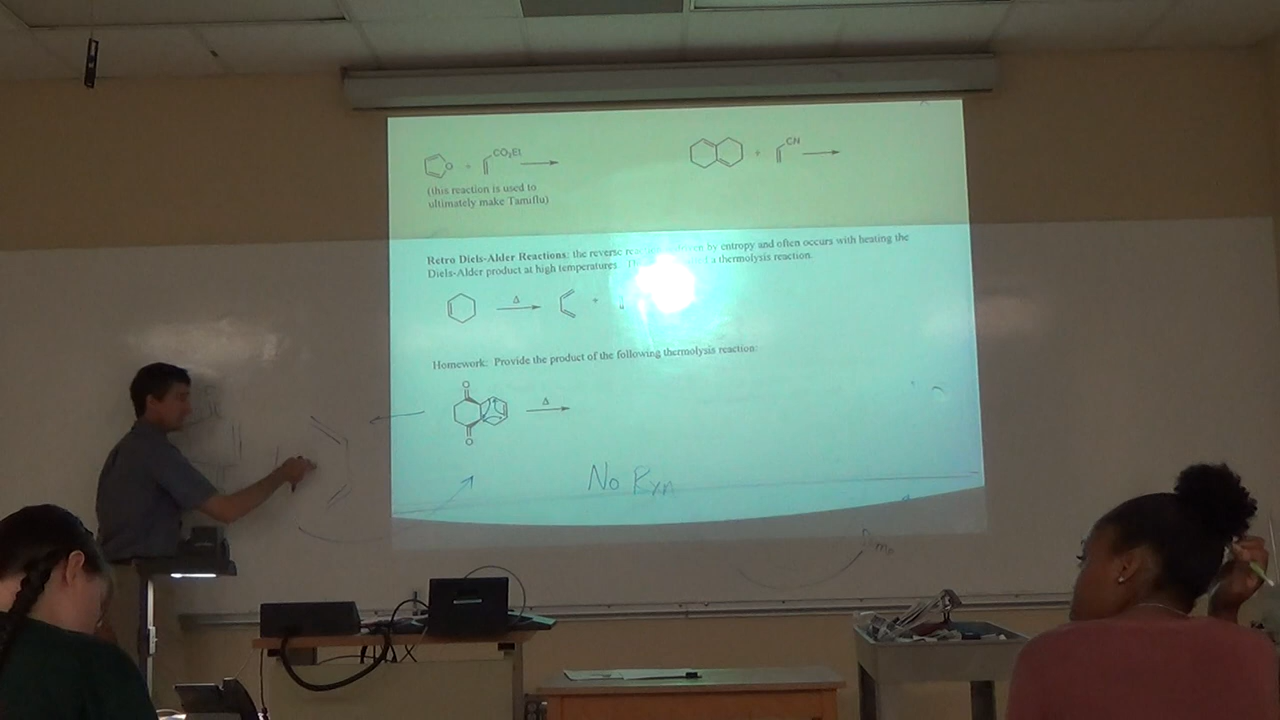 O + CO₂Et
+ CN
(this reaction is used to
ultimately make Tamiflu)
Retro Diels-Alder Reactions: the reverse by entropy and often occurs with heating the
Diels-Alder product at high temperatures. a thermolysis reaction.
Δ +
Homework: Provide the product of the following thermolysis reaction:
O
Δ
O
No Rxn